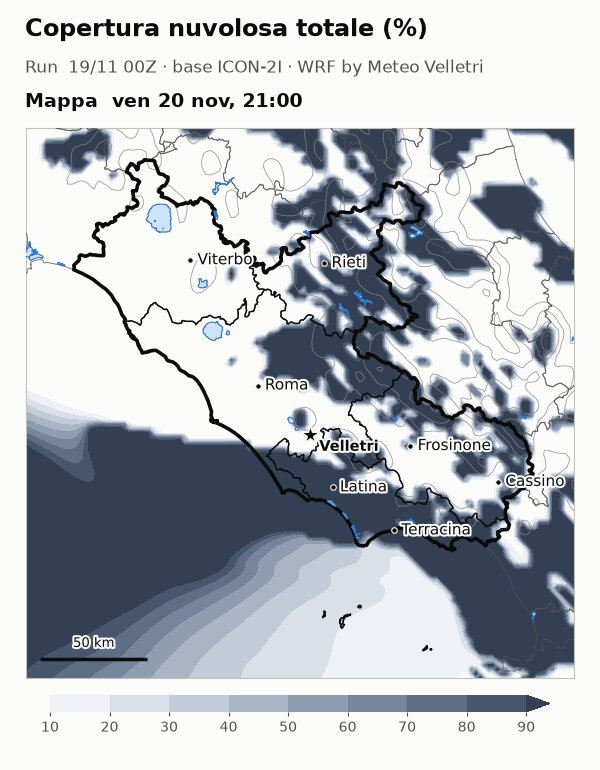 Copertura nuvolosa totale (%)
Run  19/11 00Z · base ICON-2I · WRF by Meteo Velletri
Mappa  ven 20 nov, 21:00
Viterbo
Rieti
Roma
Velletri
Frosinone
Latina
Cassino
Terracina
50 km
10 20 30 40 50 60 70 80 90